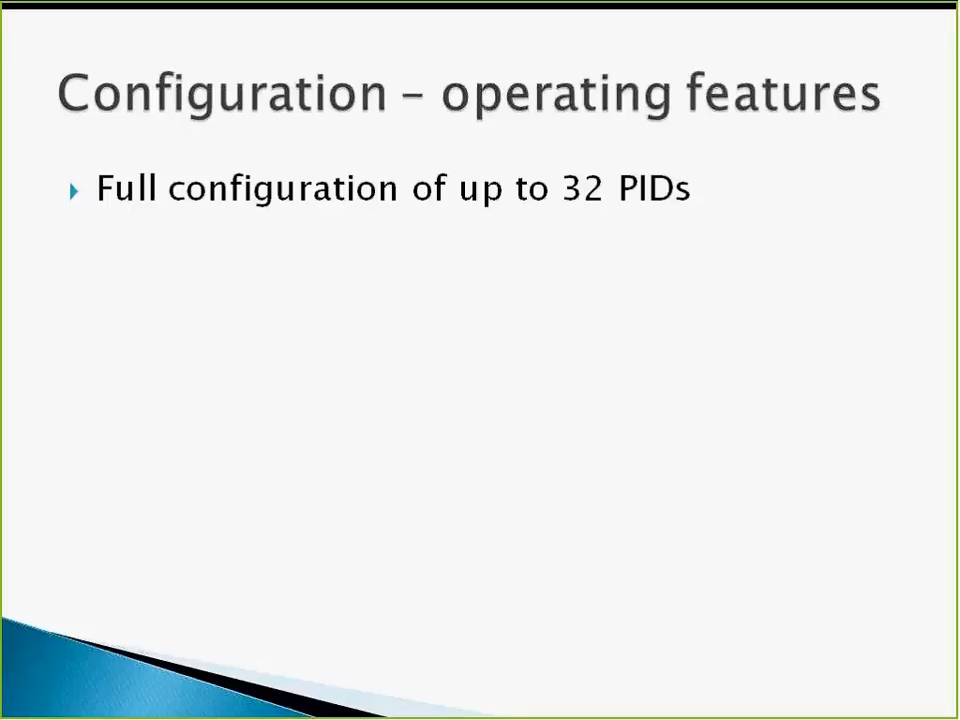 Configuration – operating features
Full configuration of up to 32 PIDs